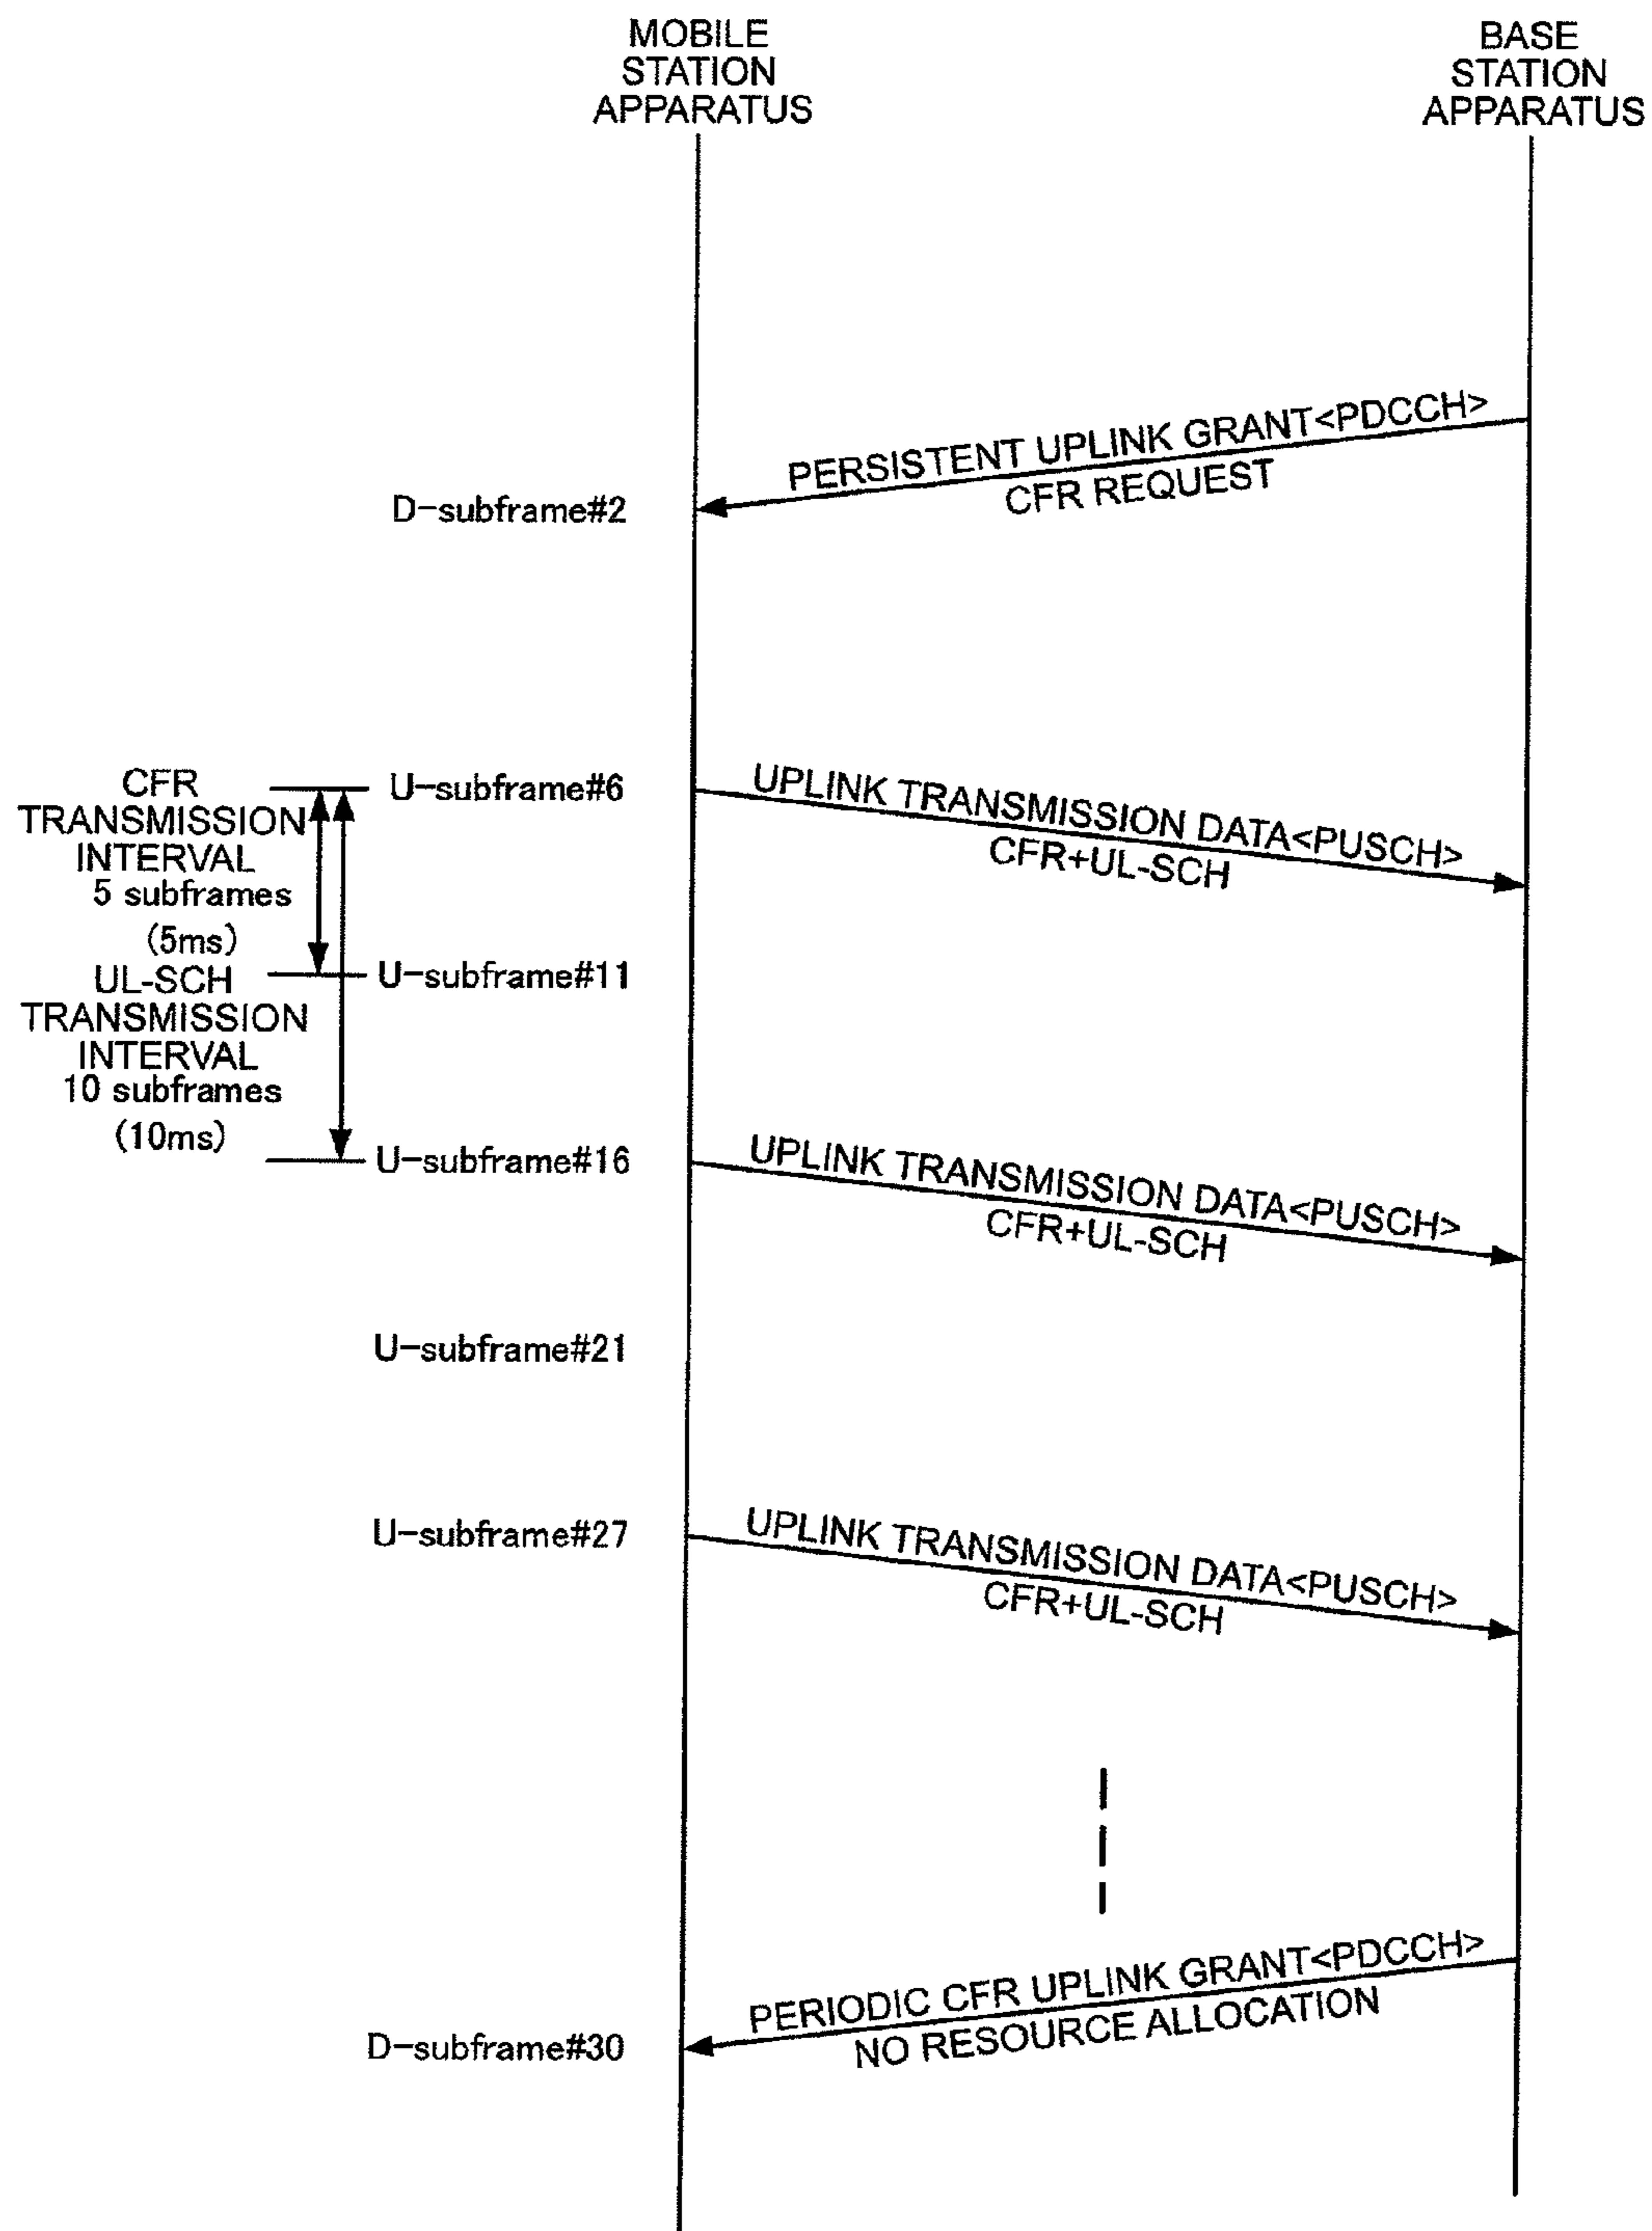 MOBILE
STATION
APPARATUS
BASE
STATION
APPARATUS
PERSISTENT UPLINK GRANT<PDCCH>
CFR REQUEST
D-subframe#2
CFR
TRANSMISSION
INTERVAL
5 subframes
(5ms)
U-subframe#6
UPLINK TRANSMISSION DATA<PUSCH>
CFR+UL-SCH
UL-SCH
TRANSMISSION
INTERVAL
10 subframes
(10ms)
U-subframe#11
U-subframe#16
UPLINK TRANSMISSION DATA<PUSCH>
CFR+UL-SCH
U-subframe#21
U-subframe#27
UPLINK TRANSMISSION DATA<PUSCH>
CFR+UL-SCH
PERIODIC CFR UPLINK GRANT<PDCCH>
NO RESOURCE ALLOCATION
D-subframe#30